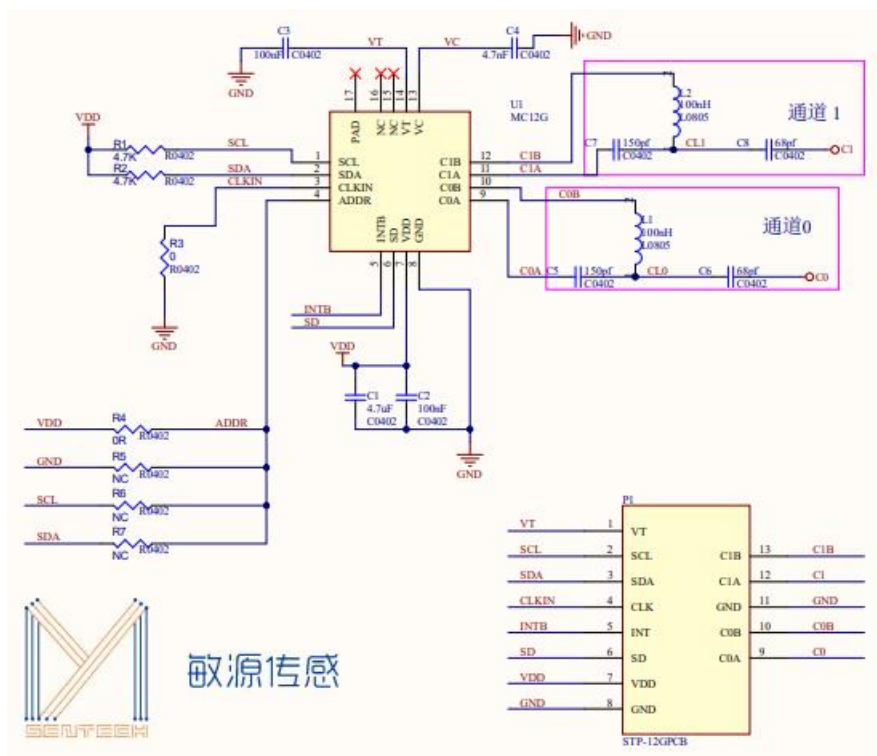 C3
100nF
C0402
VT
VC
C4
4.7nF
C0402
GND
GND
17
16
15
14
13
PAD
NC
NC
VT
VC
U1
MC12G
VDD
R1
4.7K
R0402
SCL
R2
4.7K
R0402
SDA
CLKIN
1
2
3
4
SCL
SDA
CLKIN
ADDR
C1B
C1A
C0B
C0A
12
11
10
9
C1B
C1A
C0B
C0A
INTB
SD
VDD
GND
5
6
7
8
2
L2
100nH
L0805
通道 1
C7
150pf
C0402
CL1
C8
68pf
C0402
C1
2
L1
100nH
L0805
通道0
C5
150pf
C0402
CL0
C6
68pf
C0402
C0
R3
0
R0402
GND
INTB
SD
VDD
C1
4.7uF
C0402
C2
100nF
C0402
GND
VDD
R4
0R
R0402
ADDR
GND
R5
NC
R0402
SCL
R6
NC
R0402
SDA
R7
NC
R0402
P1
VT 1 VT
SCL 2 SCL
SDA 3 SDA
CLKIN 4 CLK
INTB 5 INT
SD 6 SD
VDD 7 VDD
GND 8 GND
C1B 13 C1B
C1A 12 C1
GND 11 GND
C0B 10 C0B
C0A 9 C0
STP-12GPCB
敏源传感
SENTECH